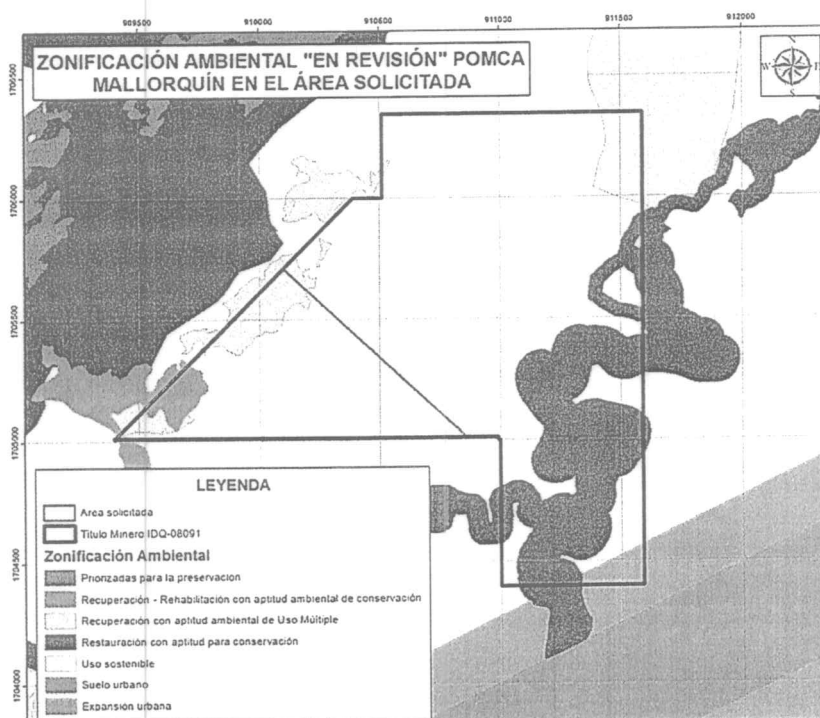 909500 910000 910500 911000 911500 912000
ZONIFICACIÓN AMBIENTAL "EN REVISIÓN" POMCA
MALLORQUÍN EN EL ÁREA SOLICITADA
N
W E
S
1706500
1706000
1705500
1705000
1704500
1704000
LEYENDA
Area solicitada
Titulo Minero IDQ-08091
Zonificación Ambiental
Priorizadas para la preservacion
Recuperación - Rehabilitación con aptitud ambiental de conservación
Recuperación con aptitud ambiental de Uso Múltiple
Restauración con aptitud para conservación
Uso sostenible
Suelo urbano
Expansión urbana